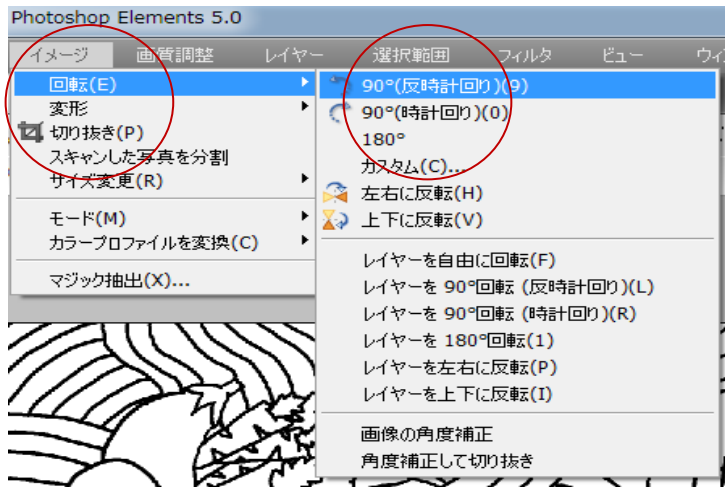 Photoshop Elements 5.0
イメージ 画質調整 レイヤー 選択範囲 フィルタ ビュー
回転(E)
変形
切り抜き(P)
スキャンした写真を分割
サイズ変更(R)
モード(M)
カラープロファイルを変換(C)
マジック抽出(X)...
90°(反時計回り)(9)
90°(時計回り)(0)
180°
カスタム(C)...
左右に反転(H)
上下に反転(V)
レイヤーを自由に回転(F)
レイヤーを 90°回転 (反時計回り)(L)
レイヤーを 90°回転 (時計回り)(R)
レイヤーを 180°回転(1)
レイヤーを左右に反転(P)
レイヤーを上下に反転(I)
画像の角度補正
角度補正して切り抜き